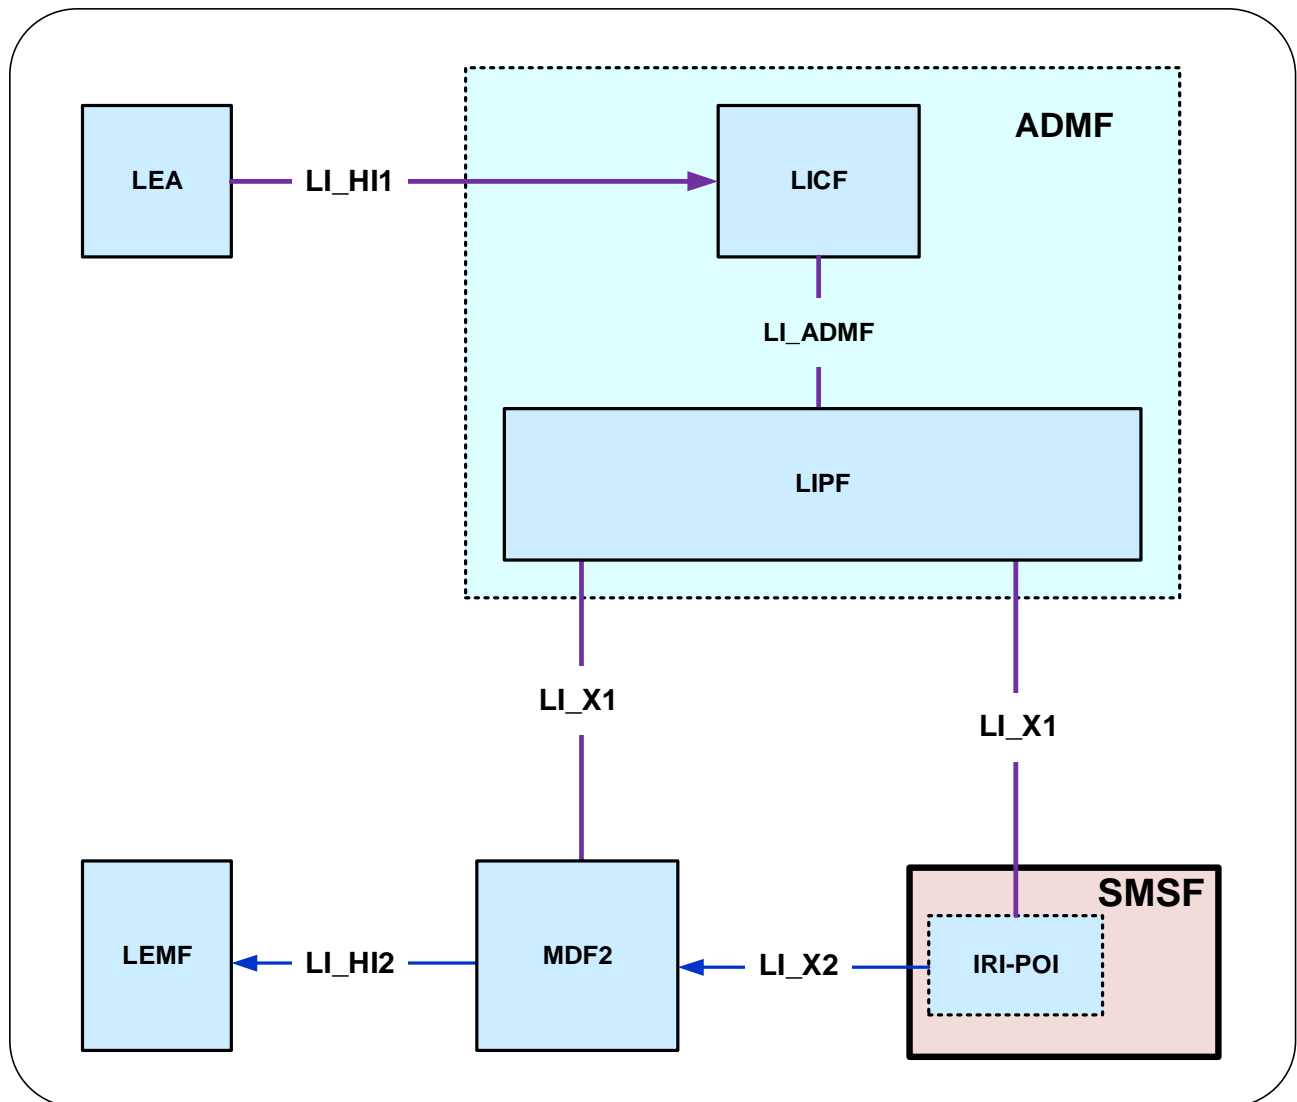 ADMF
LEA
LI_HI1
LICF
LI_ADMF
LIPF
LI_X1
LI_X1
SMSF
LEMF
LI_HI2
MDF2
LI_X2
IRI-POI